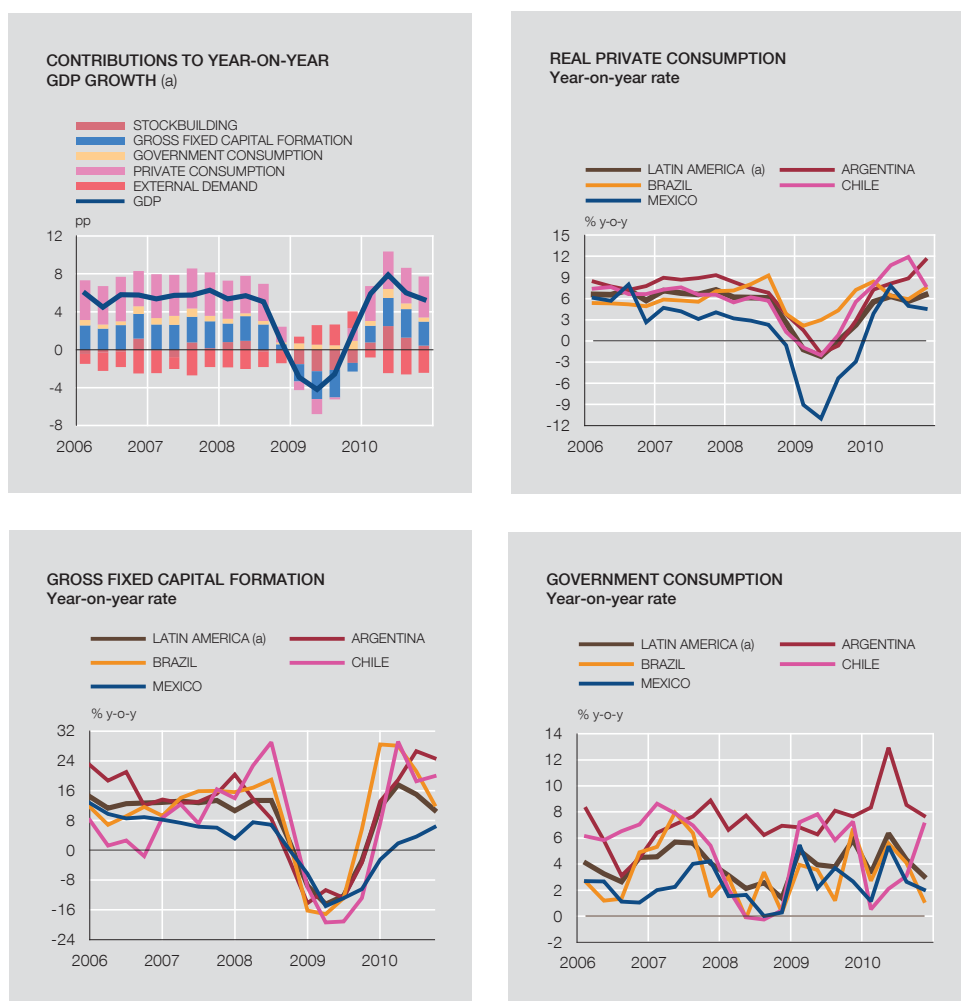 CONTRIBUTIONS TO YEAR-ON-YEAR
GDP GROWTH (a)
STOCKBUILDING
GROSS FIXED CAPITAL FORMATION
GOVERNMENT CONSUMPTION
PRIVATE CONSUMPTION
EXTERNAL DEMAND
GDP
pp
12
8
4
0
-4
-8
2006 2007 2008 2009 2010
REAL PRIVATE CONSUMPTION
Year-on-year rate
LATIN AMERICA (a) ARGENTINA
BRAZIL CHILE
MEXICO
% y-o-y
15
12
9
6
3
0
-3
-6
-9
-12
2006 2007 2008 2009 2010
GROSS FIXED CAPITAL FORMATION
Year-on-year rate
LATIN AMERICA (a) ARGENTINA
BRAZIL CHILE
MEXICO
% y-o-y
32
24
16
8
0
-8
-16
-24
2006 2007 2008 2009 2010
GOVERNMENT CONSUMPTION
Year-on-year rate
LATIN AMERICA (a) ARGENTINA
BRAZIL CHILE
MEXICO
% y-o-y
14
12
10
8
6
4
2
0
-2
2006 2007 2008 2009 2010